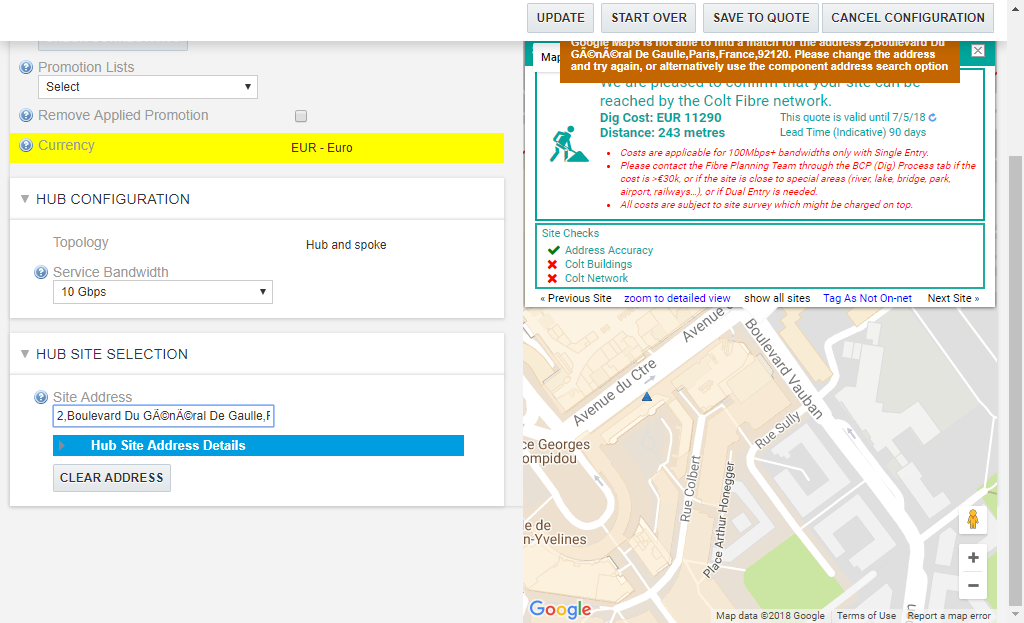 UPDATE
START OVER
SAVE TO QUOTE
CANCEL CONFIGURATION
Promotion Lists
Select
Remove Applied Promotion
Currency
EUR - Euro
HUB CONFIGURATION
Topology
Hub and spoke
Service Bandwidth
10 Gbps
HUB SITE SELECTION
Site Address
2,Boulevard Du GÃ©nÃ©ral De Gaulle,F
Hub Site Address Details
CLEAR ADDRESS
Map
Google Maps is not able to find a match for the address 2,Boulevard Du
GÃ©nÃ©ral De Gaulle,Paris,France,92120. Please change the address
and try again, or alternatively use the component address search option
We are pleased to confirm that your site can be
reached by the Colt Fibre network.
Dig Cost: EUR 11290
This quote is valid until 7/5/18
Distance: 243 metres
Lead Time (Indicative) 90 days
Costs are applicable for 100Mbps+ bandwidths only with Single Entry.
Please contact the Fibre Planning Team through the BCP (Dig) Process tab if the
cost is >€30k, or if the site is close to special areas (river, lake, bridge, park,
airport, railways...), or if Dual Entry is needed.
All costs are subject to site survey which might be charged on top.
Site Checks
Address Accuracy
Colt Buildings
Colt Network
« Previous Site
zoom to detailed view
show all sites
Tag As Not On-net
Next Site »
Avenue du Ctre
Avenue
Boulevard Vauban
Rue Sully
ce Georges
ompidou
Rue Colbert
Place Arthur Honegger
e de
n-Yvelines
Google
Map data ©2018 Google
Terms of Use
Report a map error